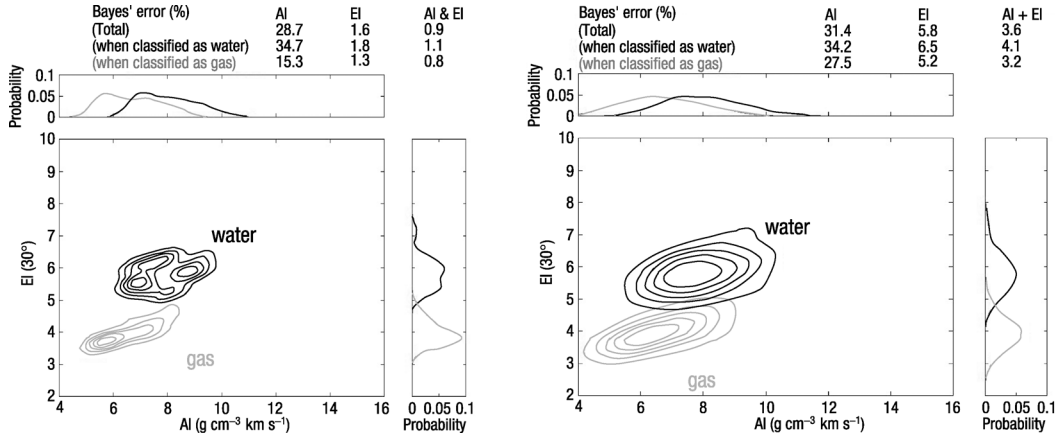 Bayes' error (%) AI EI AI & EI
(Total) 28.7 1.6 0.9
(when classified as water) 34.7 1.8 1.1
(when classified as gas) 15.3 1.3 0.8
Probability
0.1
0.05
0
10
9
8
7
6
5
4
3
2
EI (30°)
water
gas
4 6 8 10 12 14 16
AI (g cm⁻³ km s⁻¹)
0 0.05 0.1
Probability
Bayes' error (%) AI EI AI + EI
(Total) 31.4 5.8 3.6
(when classified as water) 34.2 6.5 4.1
(when classified as gas) 27.5 5.2 3.2
Probability
0.1
0.05
0
10
9
8
7
6
5
4
3
2
EI (30°)
water
gas
4 6 8 10 12 14 16
AI (g cm⁻³ km s⁻¹)
0 0.05 0.1
Probability